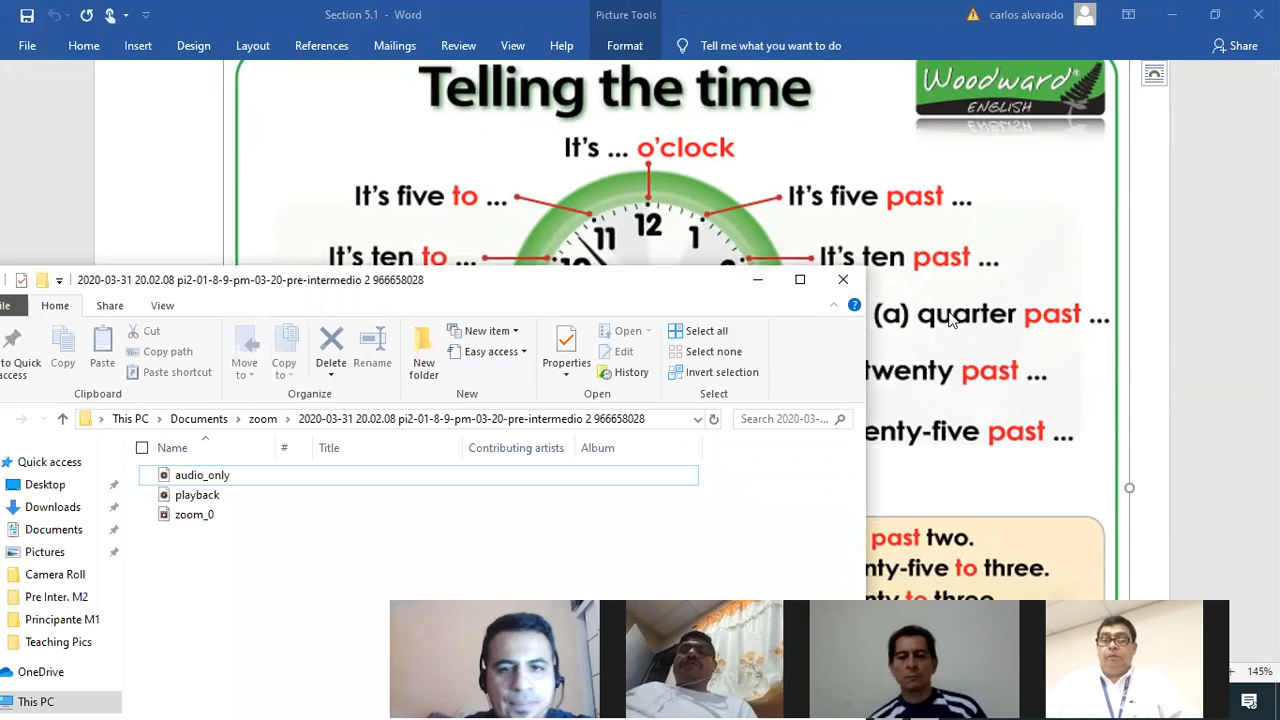 Section 5.1 - Word
Picture Tools
carlos alvarado
File Home Insert Design Layout References Mailings Review View Help Format Tell me what you want to do Share
Telling the time
Woodward®
ENGLISH
It's ... o'clock
It's five to ...
It's five past ...
It's ten to ...
It's ten past ...
12
11
1
10
(a) quarter past ...
twenty past ...
enty-five past ...
past two.
nty-five to three.
nty to three
2020-03-31 20.02.08 pi2-01-8-9-pm-03-20-pre-intermedio 2 966658028
ile Home Share View
to Quick
access
Copy
Paste
Cut
Copy path
Paste shortcut
Clipboard
Move
to
Copy
to
Delete
Rename
Organize
New
folder
New item
Easy access
New
Properties
Open
Edit
History
Open
Select all
Select none
Invert selection
Select
This PC Documents zoom 2020-03-31 20.02.08 pi2-01-8-9-pm-03-20-pre-intermedio 2 966658028
Search 2020-03-...
Name # Title Contributing artists Album
audio_only
playback
zoom_0
Quick access
Desktop
Downloads
Documents
Pictures
Camera Roll
Pre Inter. M2
Principante M1
Teaching Pics
OneDrive
This PC
145%